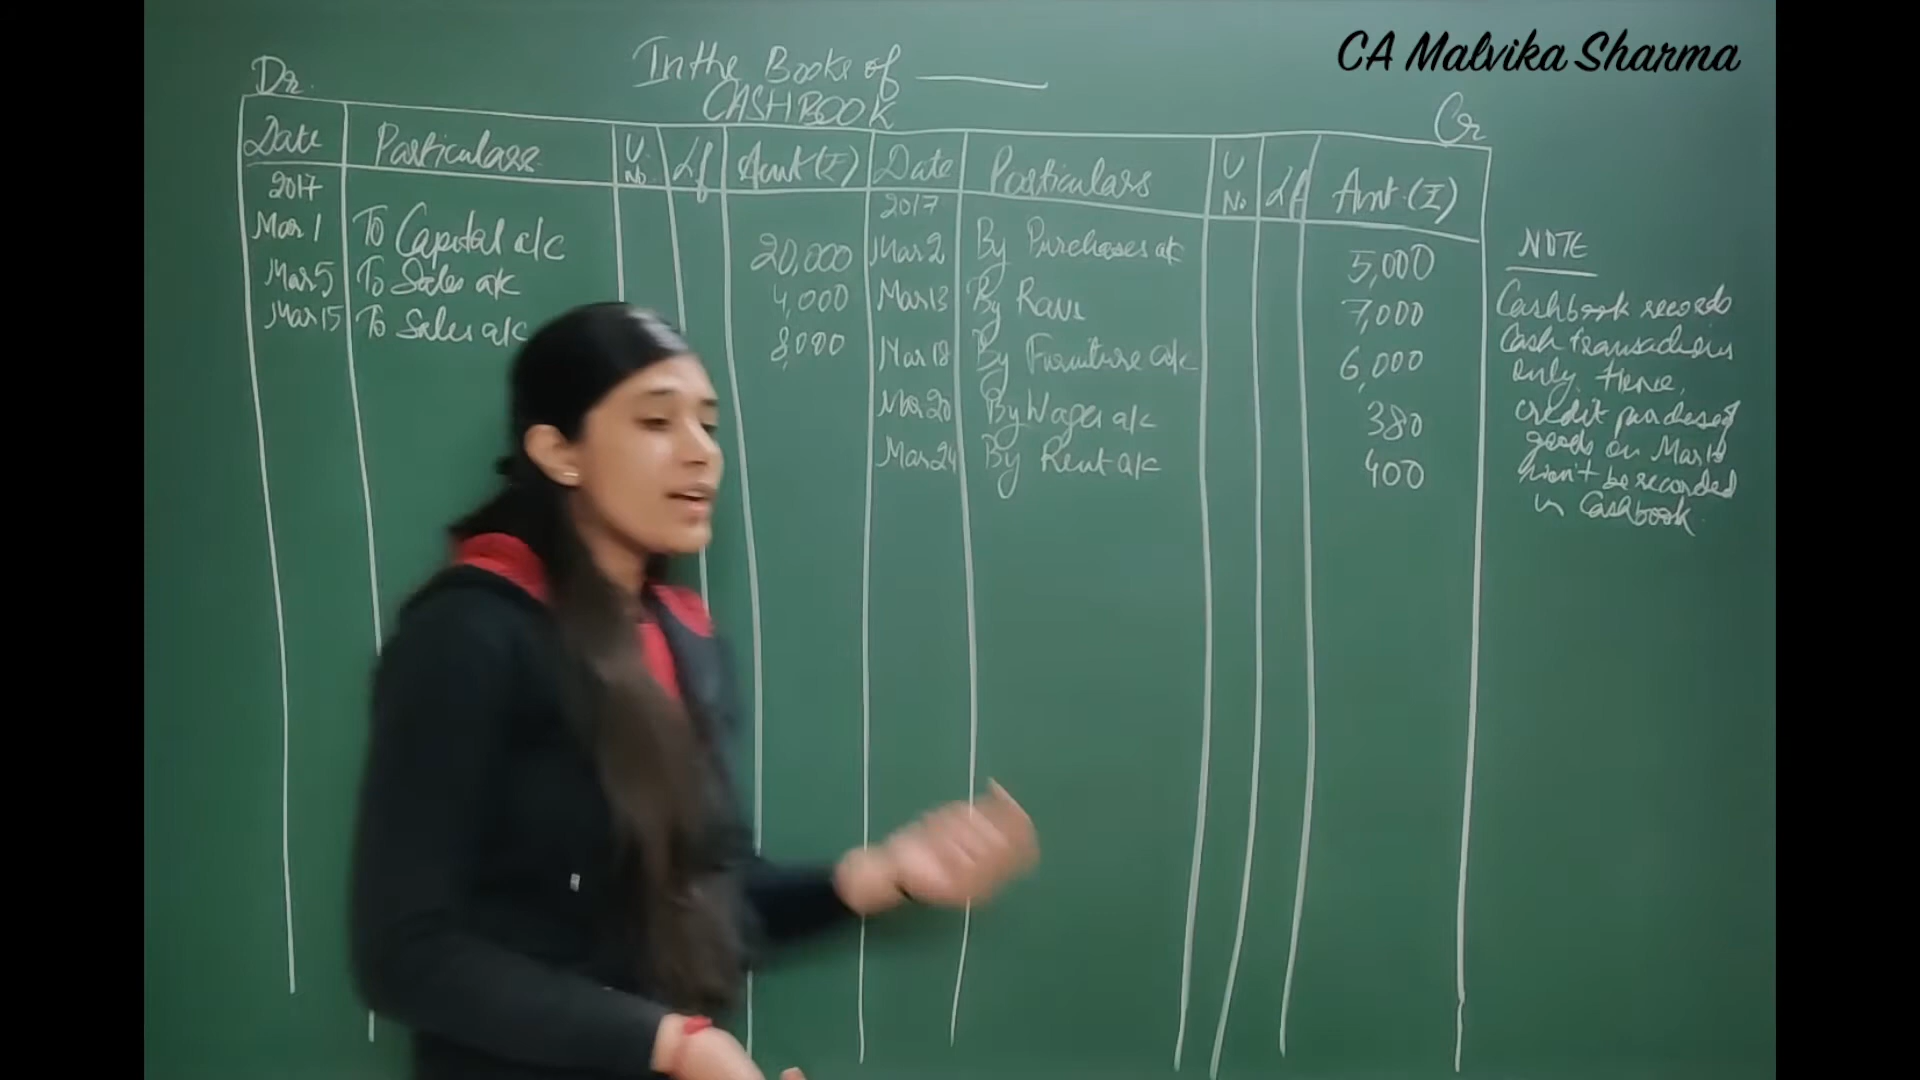 CA Malvika Sharma
In the Books of
CASHBOOK
Dr.
Cr
Date Particulars V No. Lf Amt (₹) Date Particulars V No Lf Amt. (₹)
2017 2017
Mar 1 To Capital a/c 20,000 Mar 2 By Purchases a/c 5,000
Mar 5 To Sales a/c 4,000 Mar 13 By Ravi 7,000
Mar 15 To Sales a/c 8,000 Mar 18 By Furniture a/c 6,000
Mar 20 By Wages a/c 380
Mar 24 By Rent a/c 400
NOTE
Cashbook records
Cash transactions
only. Hence,
credit purchase of
goods on Mar
won't be recorded
in Cashbook.